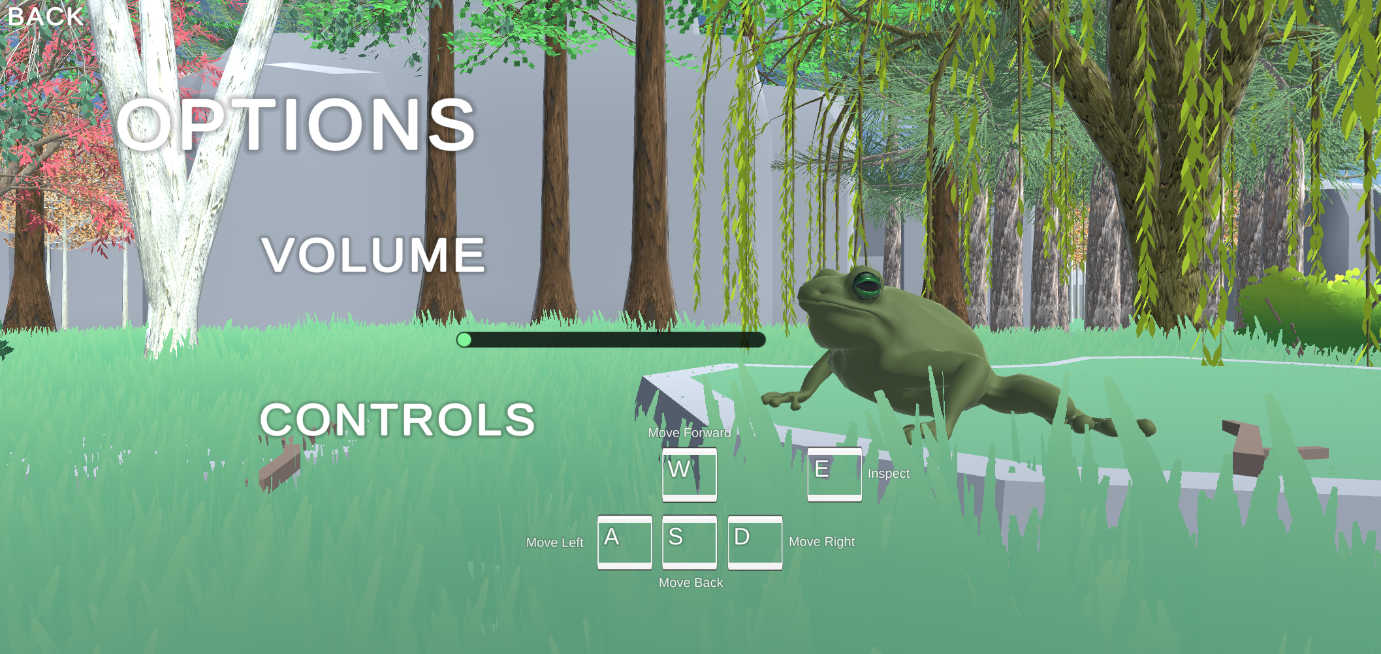 BACK
OPTIONS
VOLUME
CONTROLS
Move Forward
W
E
Inspect
Move Left
A
S
D
Move Right
Move Back